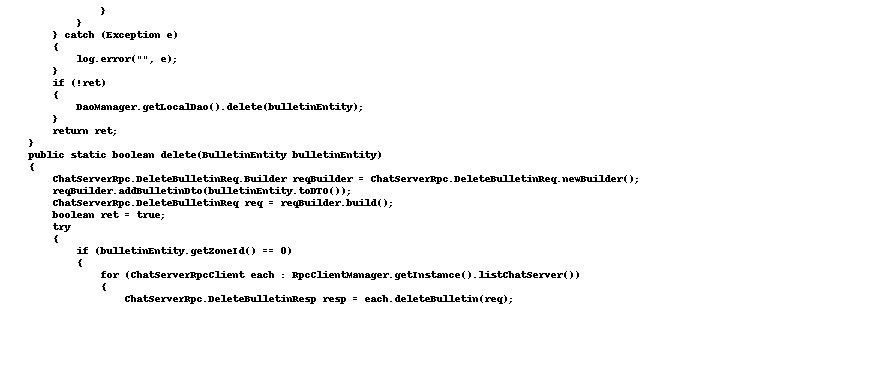 }
}
} catch (Exception e)
{
log.error("", e);
}
if (!ret)
{
DaoManager.getLocalDao().delete(bulletinEntity);
}
return ret;
}
public static boolean delete(BulletinEntity bulletinEntity)
{
ChatServerRpc.DeleteBulletinReq.Builder reqBuilder = ChatServerRpc.DeleteBulletinReq.newBuilder();
reqBuilder.addBulletinDto(bulletinEntity.toDTO());
ChatServerRpc.DeleteBulletinReq req = reqBuilder.build();
boolean ret = true;
try
{
if (bulletinEntity.getZoneId() == 0)
{
for (ChatServerRpcClient each : RpcClientManager.getInstance().listChatServer())
{
ChatServerRpc.DeleteBulletinResp resp = each.deleteBulletin(req);